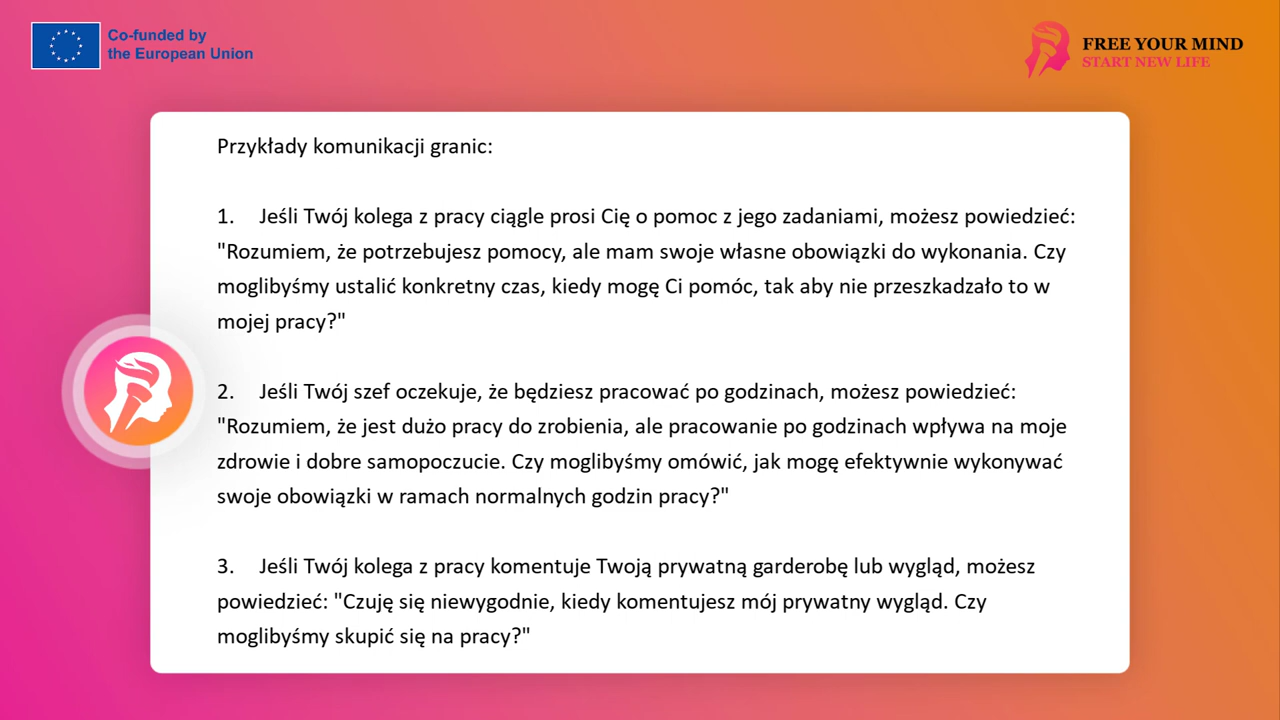 Co-funded by
the European Union
FREE YOUR MIND
START NEW LIFE
Przykłady komunikacji granic:
1. Jeśli Twój kolega z pracy ciągle prosi Cię o pomoc z jego zadaniami, możesz powiedzieć:
"Rozumiem, że potrzebujesz pomocy, ale mam swoje własne obowiązki do wykonania. Czy
moglibyśmy ustalić konkretny czas, kiedy mogę Ci pomóc, tak aby nie przeszkadzało to w
mojej pracy?"
2. Jeśli Twój szef oczekuje, że będziesz pracować po godzinach, możesz powiedzieć:
"Rozumiem, że jest dużo pracy do zrobienia, ale pracowanie po godzinach wpływa na moje
zdrowie i dobre samopoczucie. Czy moglibyśmy omówić, jak mogę efektywnie wykonywać
swoje obowiązki w ramach normalnych godzin pracy?"
3. Jeśli Twój kolega z pracy komentuje Twoją prywatną garderobę lub wygląd, możesz
powiedzieć: "Czuję się niewygodnie, kiedy komentujesz mój prywatny wygląd. Czy
moglibyśmy skupić się na pracy?"